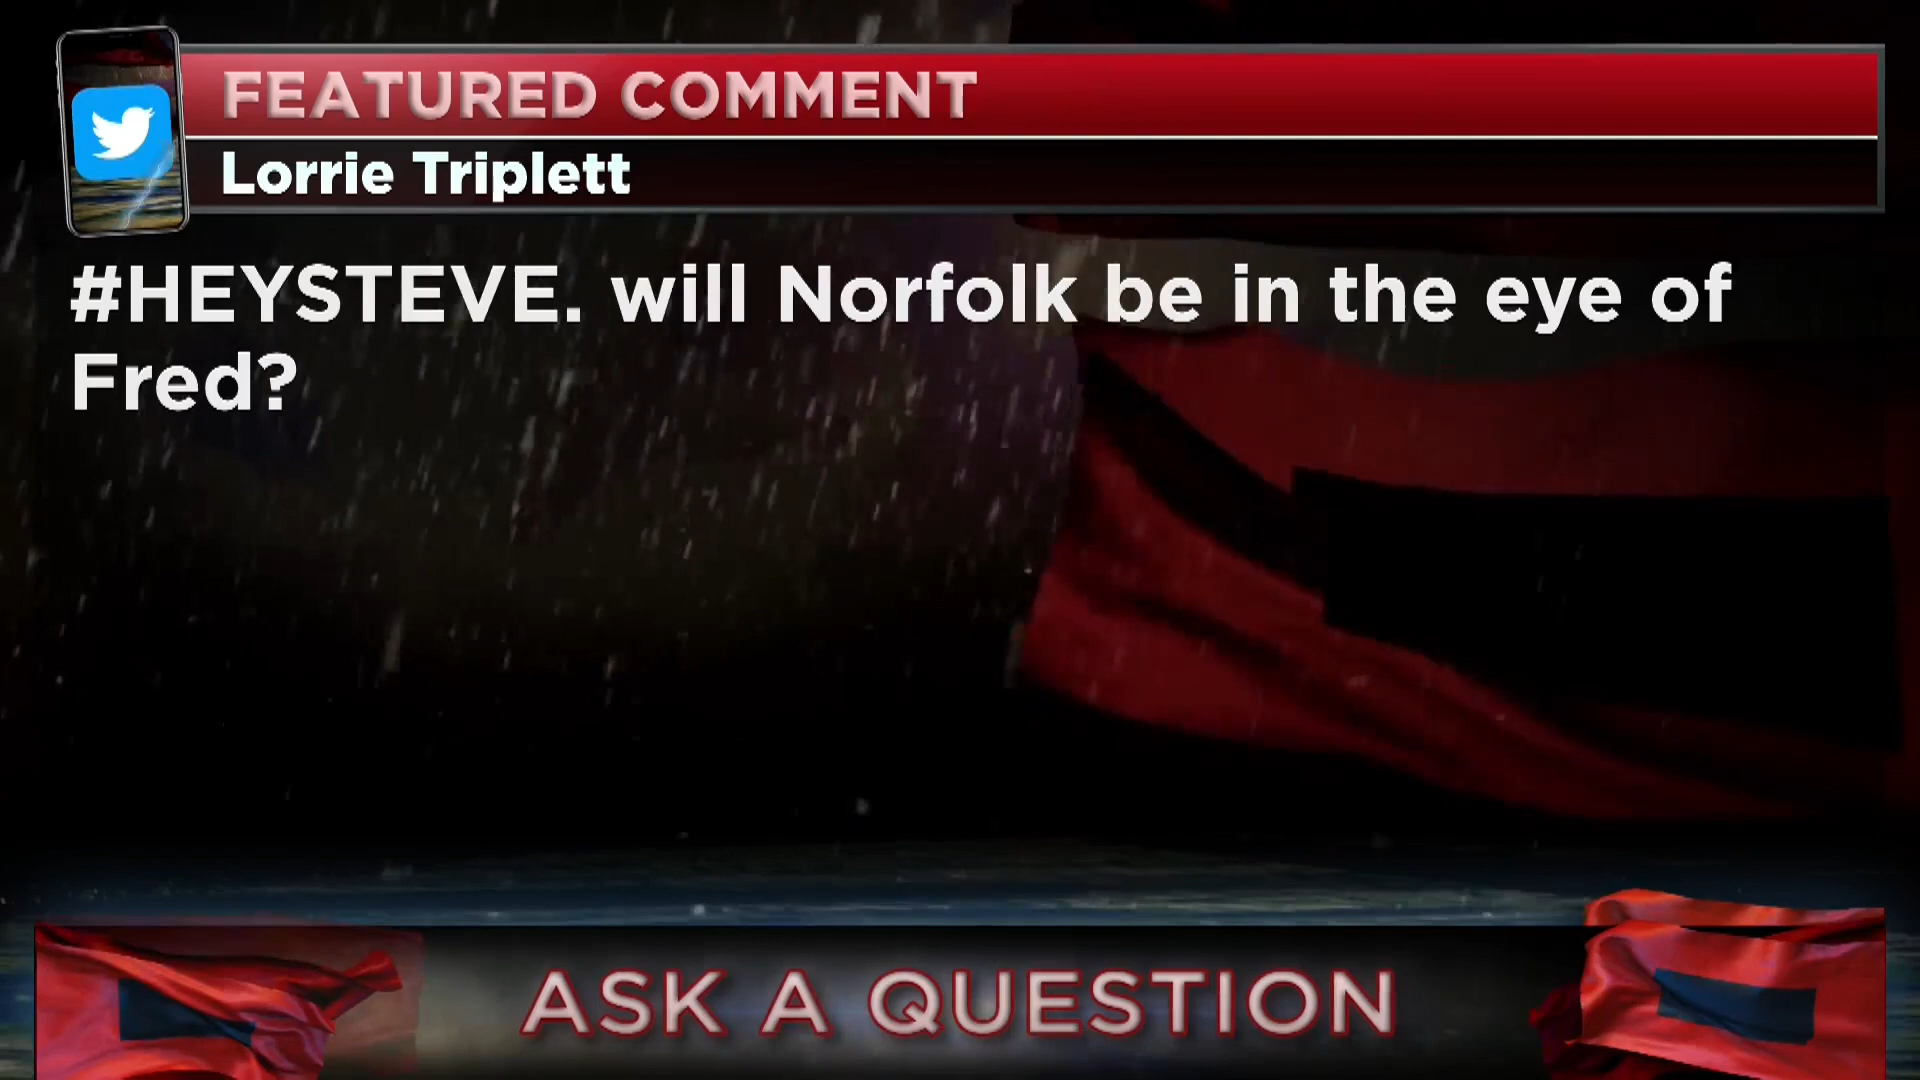 FEATURED COMMENT
Lorrie Triplett
#HEYSTEVE. will Norfolk be in the eye of
Fred?
ASK A QUESTION